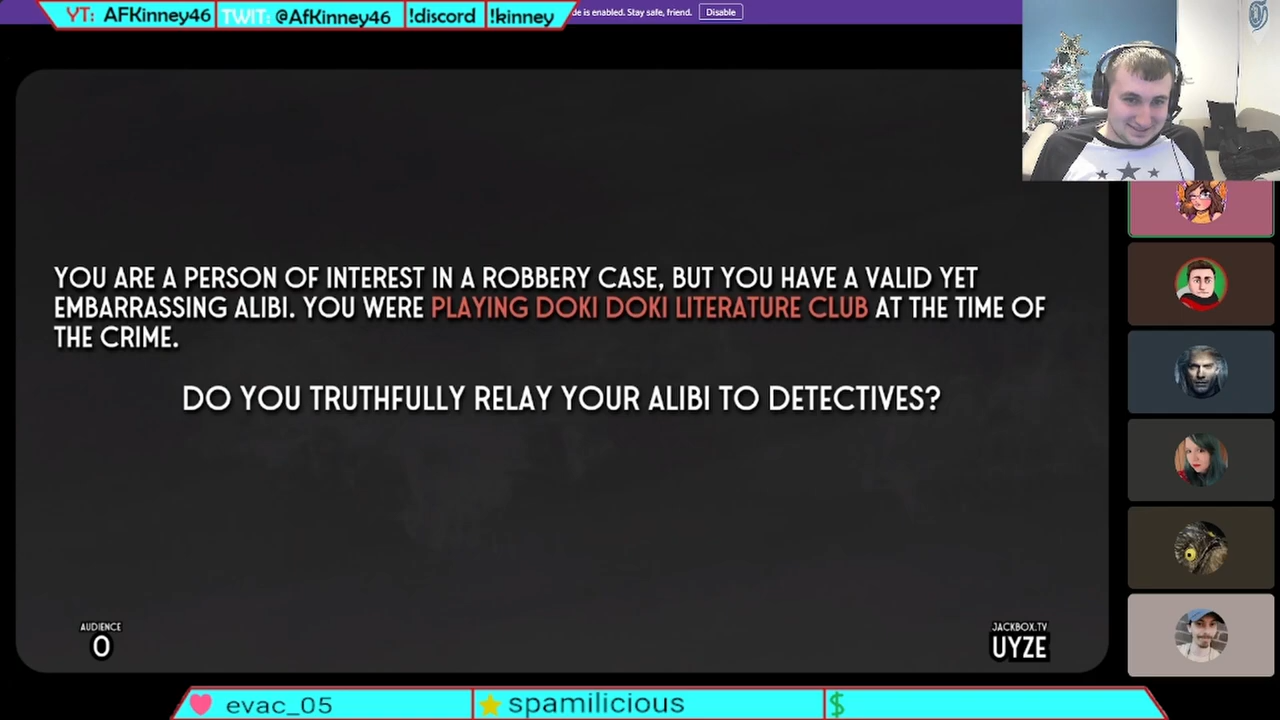 YT: AFKinney46 TWIT: @AfKinney46 !discord !kinney
de is enabled. Stay safe, friend. Disable
YOU ARE A PERSON OF INTEREST IN A ROBBERY CASE, BUT YOU HAVE A VALID YET
EMBARRASSING ALIBI. YOU WERE PLAYING DOKI DOKI LITERATURE CLUB AT THE TIME OF
THE CRIME.
DO YOU TRUTHFULLY RELAY YOUR ALIBI TO DETECTIVES?
AUDIENCE
0
JACKBOX.TV
UYZE
evac_05 spamilicious $